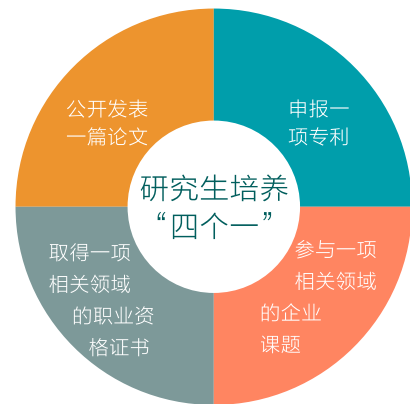 公开发表
一篇论文
申报一
项专利
研究生培养
“四个一”
取得一项
相关领域
的职业资
格证书
参与一项
相关领域
的企业
课题